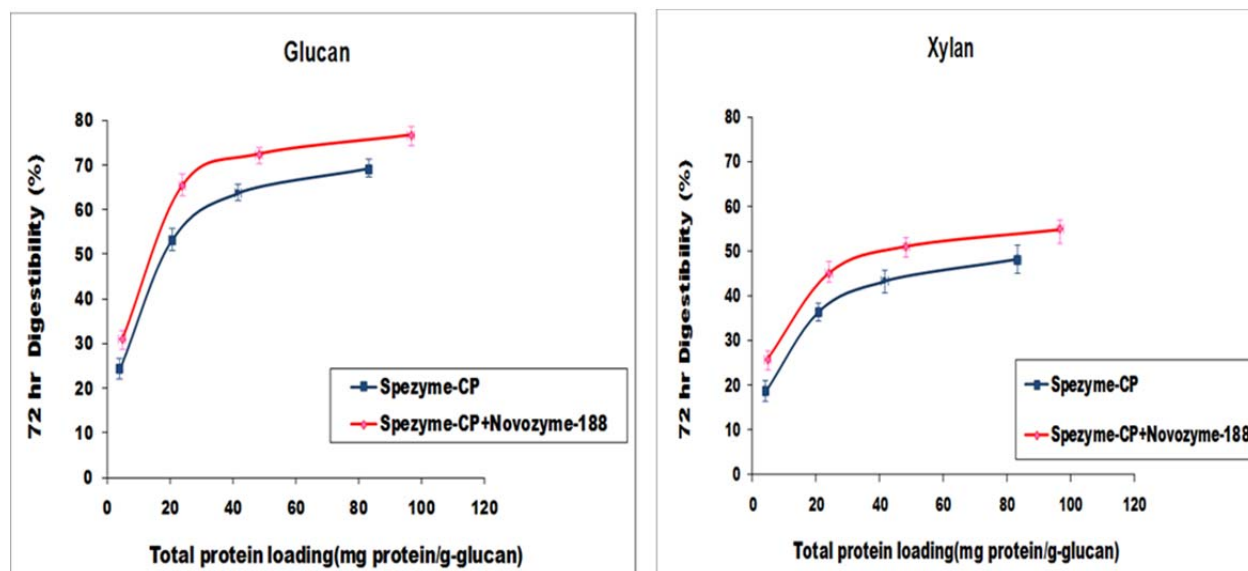 Glucan
80
70
60
50
40
30
20
10
0
72 hr Digestibility (%)
Spezyme-CP
Spezyme-CP+Novozyme-188
0 20 40 60 80 100 120
Total protein loading(mg protein/g-glucan)
Xylan
80
70
60
50
40
30
20
10
0
72 hr Digestibility (%)
Spezyme-CP
Spezyme-CP+Novozyme-188
0 20 40 60 80 100 120
Total protein loading(mg protein/g-glucan)